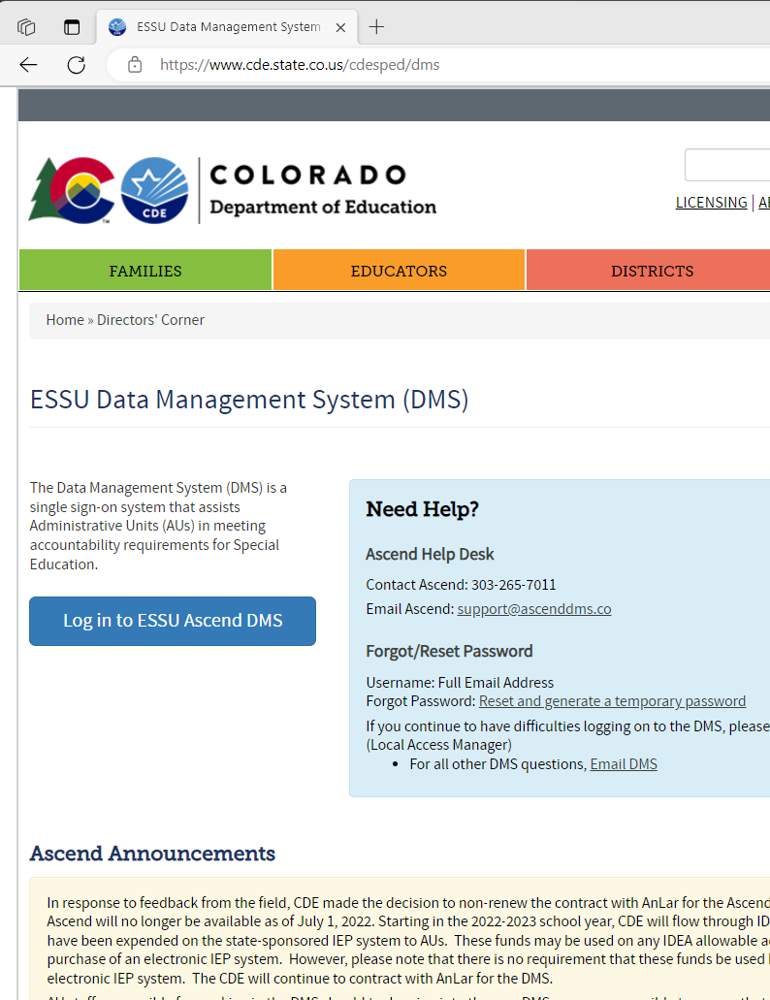 ESSU Data Management System
https://www.cde.state.co.us/cdesped/dms
COLORADO
Department of Education
CDE
TM
LICENSING
FAMILIES
EDUCATORS
DISTRICTS
Home » Directors' Corner
ESSU Data Management System (DMS)
The Data Management System (DMS) is a
single sign-on system that assists
Administrative Units (AUs) in meeting
accountability requirements for Special
Education.
Log in to ESSU Ascend DMS
Need Help?
Ascend Help Desk
Contact Ascend: 303-265-7011
Email Ascend: support@ascenddms.co
Forgot/Reset Password
Username: Full Email Address
Forgot Password: Reset and generate a temporary password
If you continue to have difficulties logging on to the DMS, please
(Local Access Manager)
• For all other DMS questions, Email DMS
Ascend Announcements
In response to feedback from the field, CDE made the decision to non-renew the contract with AnLar for the Ascend
Ascend will no longer be available as of July 1, 2022. Starting in the 2022-2023 school year, CDE will flow through ID
have been expended on the state-sponsored IEP system to AUs. These funds may be used on any IDEA allowable a
purchase of an electronic IEP system. However, please note that there is no requirement that these funds be used
electronic IEP system. The CDE will continue to contract with AnLar for the DMS.